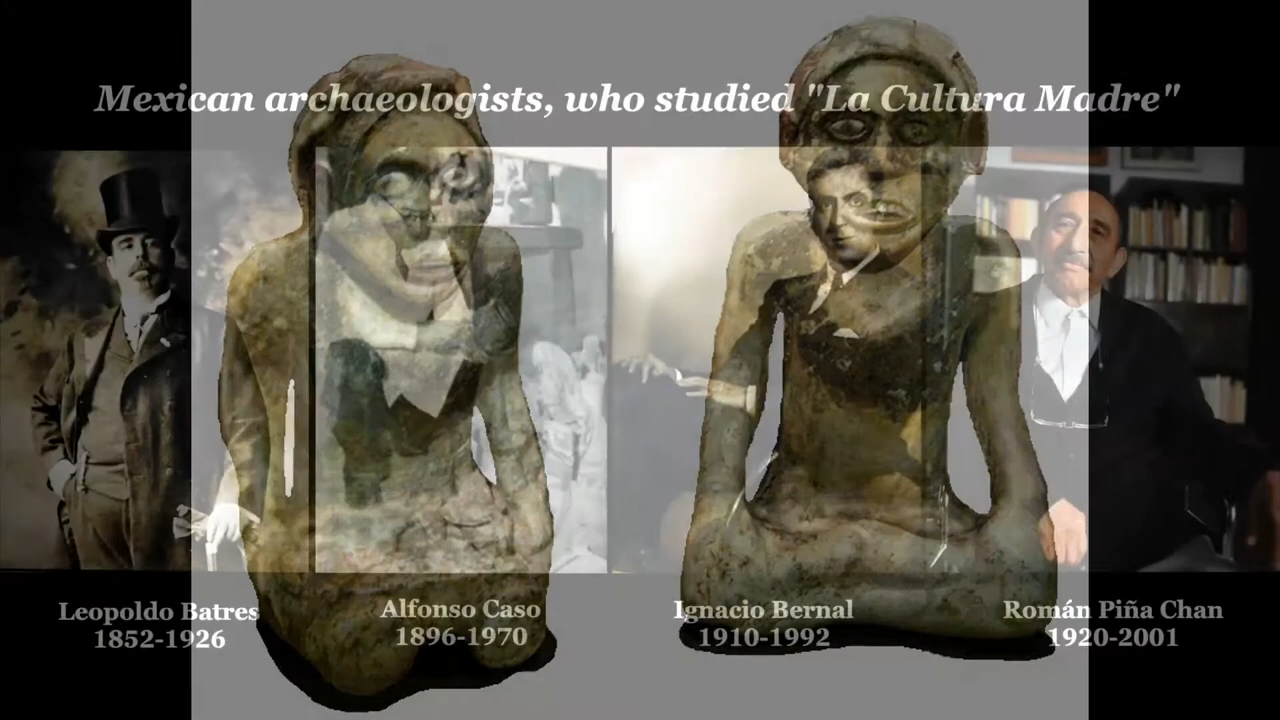 Mexican archaeologists, who studied "La Cultura Madre"
Leopoldo Batres
1852-1926
Alfonso Caso
1896-1970
Ignacio Bernal
1910-1992
Román Piña Chan
1920-2001